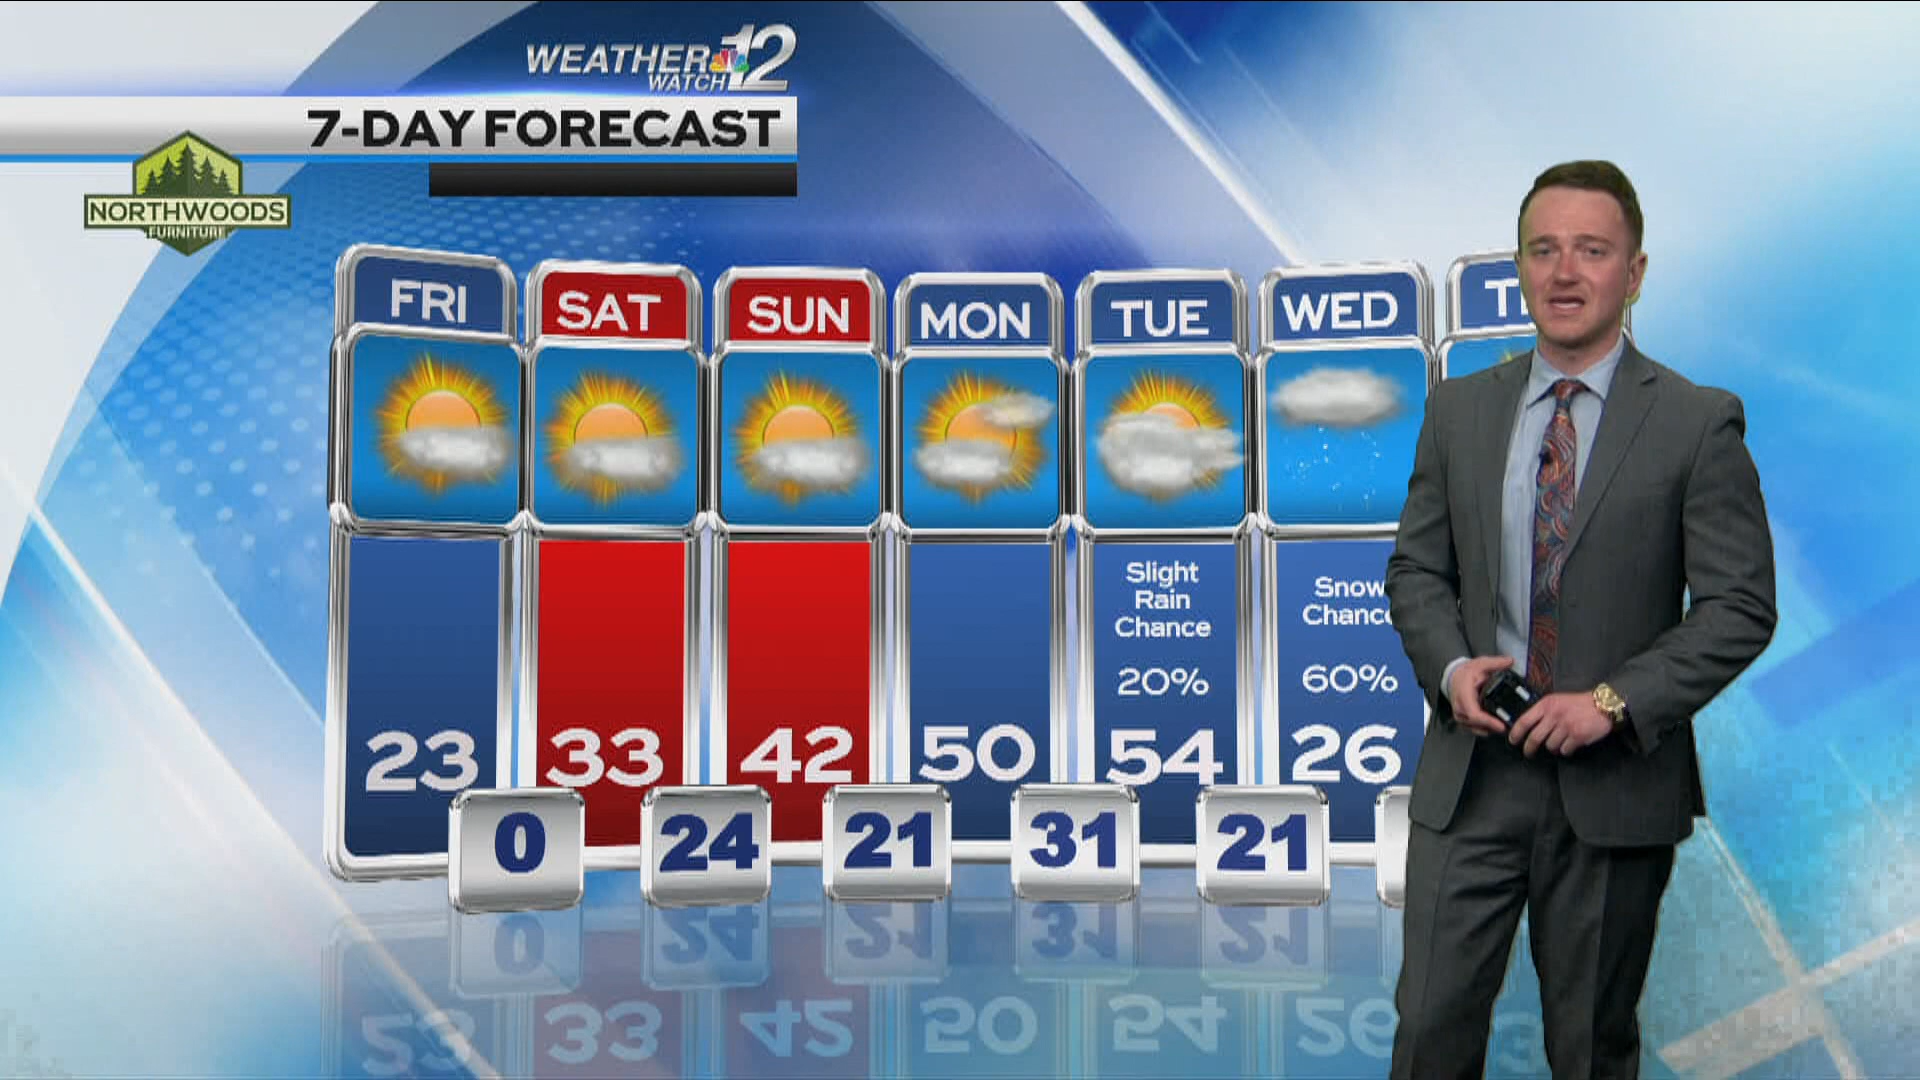 WEATHER 12
WATCH
7-DAY FORECAST
NORTHWOODS
FURNITURE
FRI SAT SUN MON TUE WED
Slight
Rain
Chance
Snow
20% 60%
23 33 42 50 54 26
0 24 21 31 21